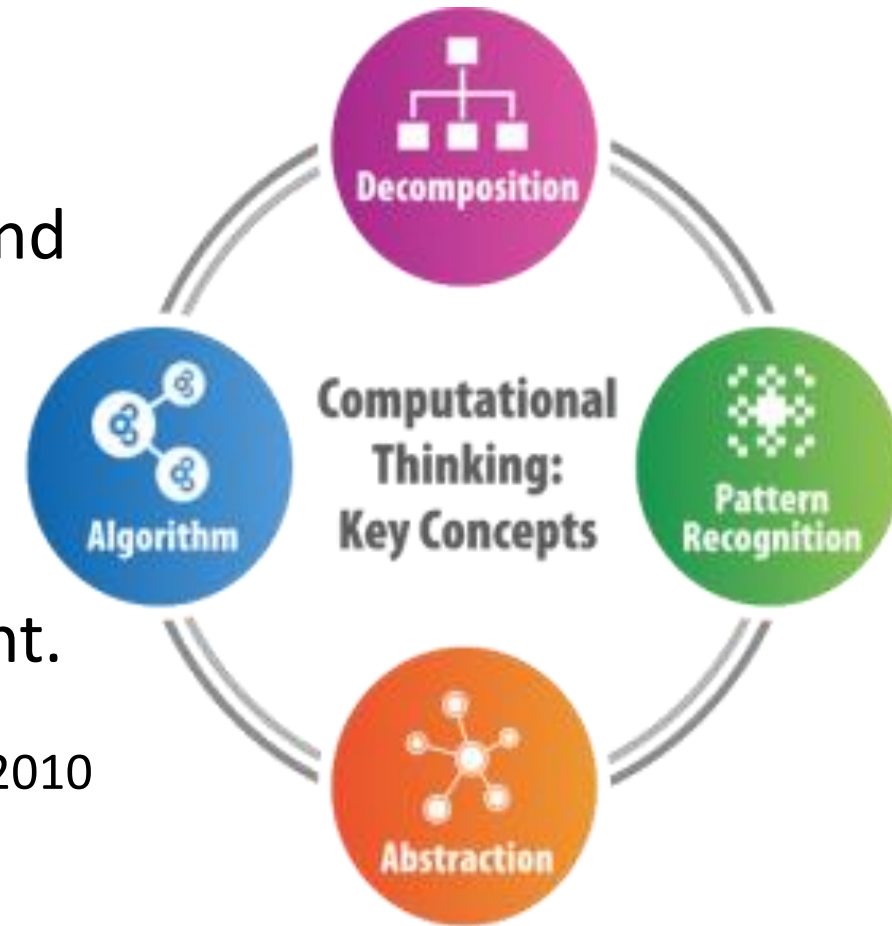 Decomposition
nd
Computational
Thinking:
Key Concepts
Algorithm
Pattern
Recognition
nt.
2010
Abstraction